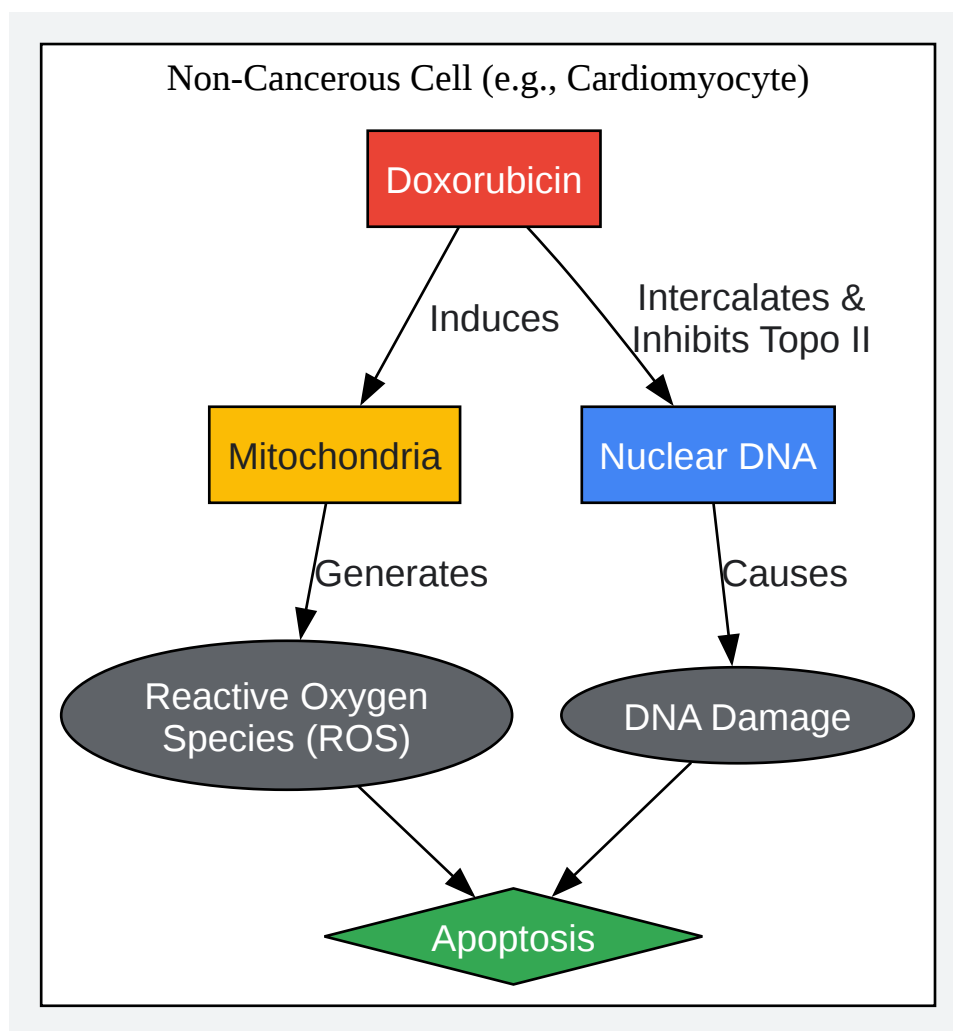 Non-Cancerous Cell (e.g., Cardiomyocyte)
Doxorubicin
Induces
Intercalates &
Inhibits Topo II
Mitochondria
Nuclear DNA
Generates
Causes
Reactive Oxygen
Species (ROS)
DNA Damage
Apoptosis